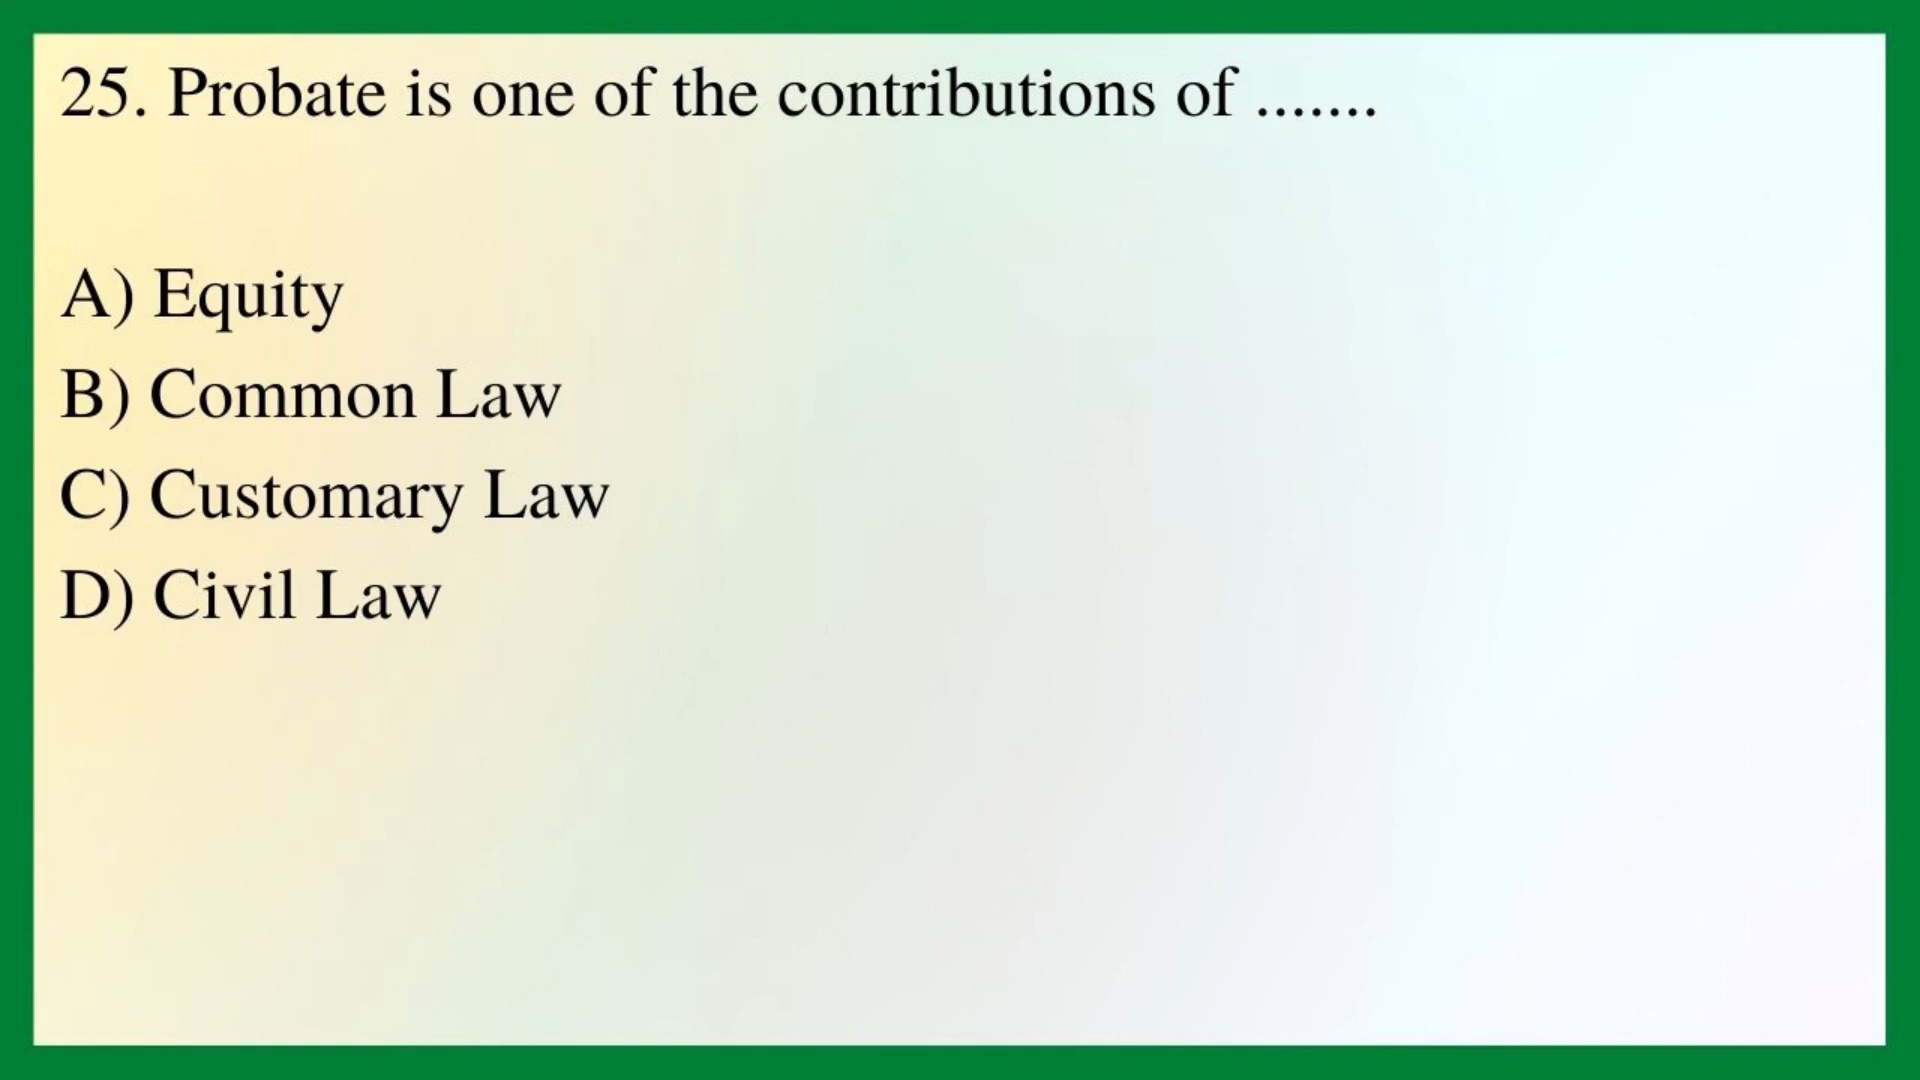 25. Probate is one of the contributions of .......
A) Equity
B) Common Law
C) Customary Law
D) Civil Law